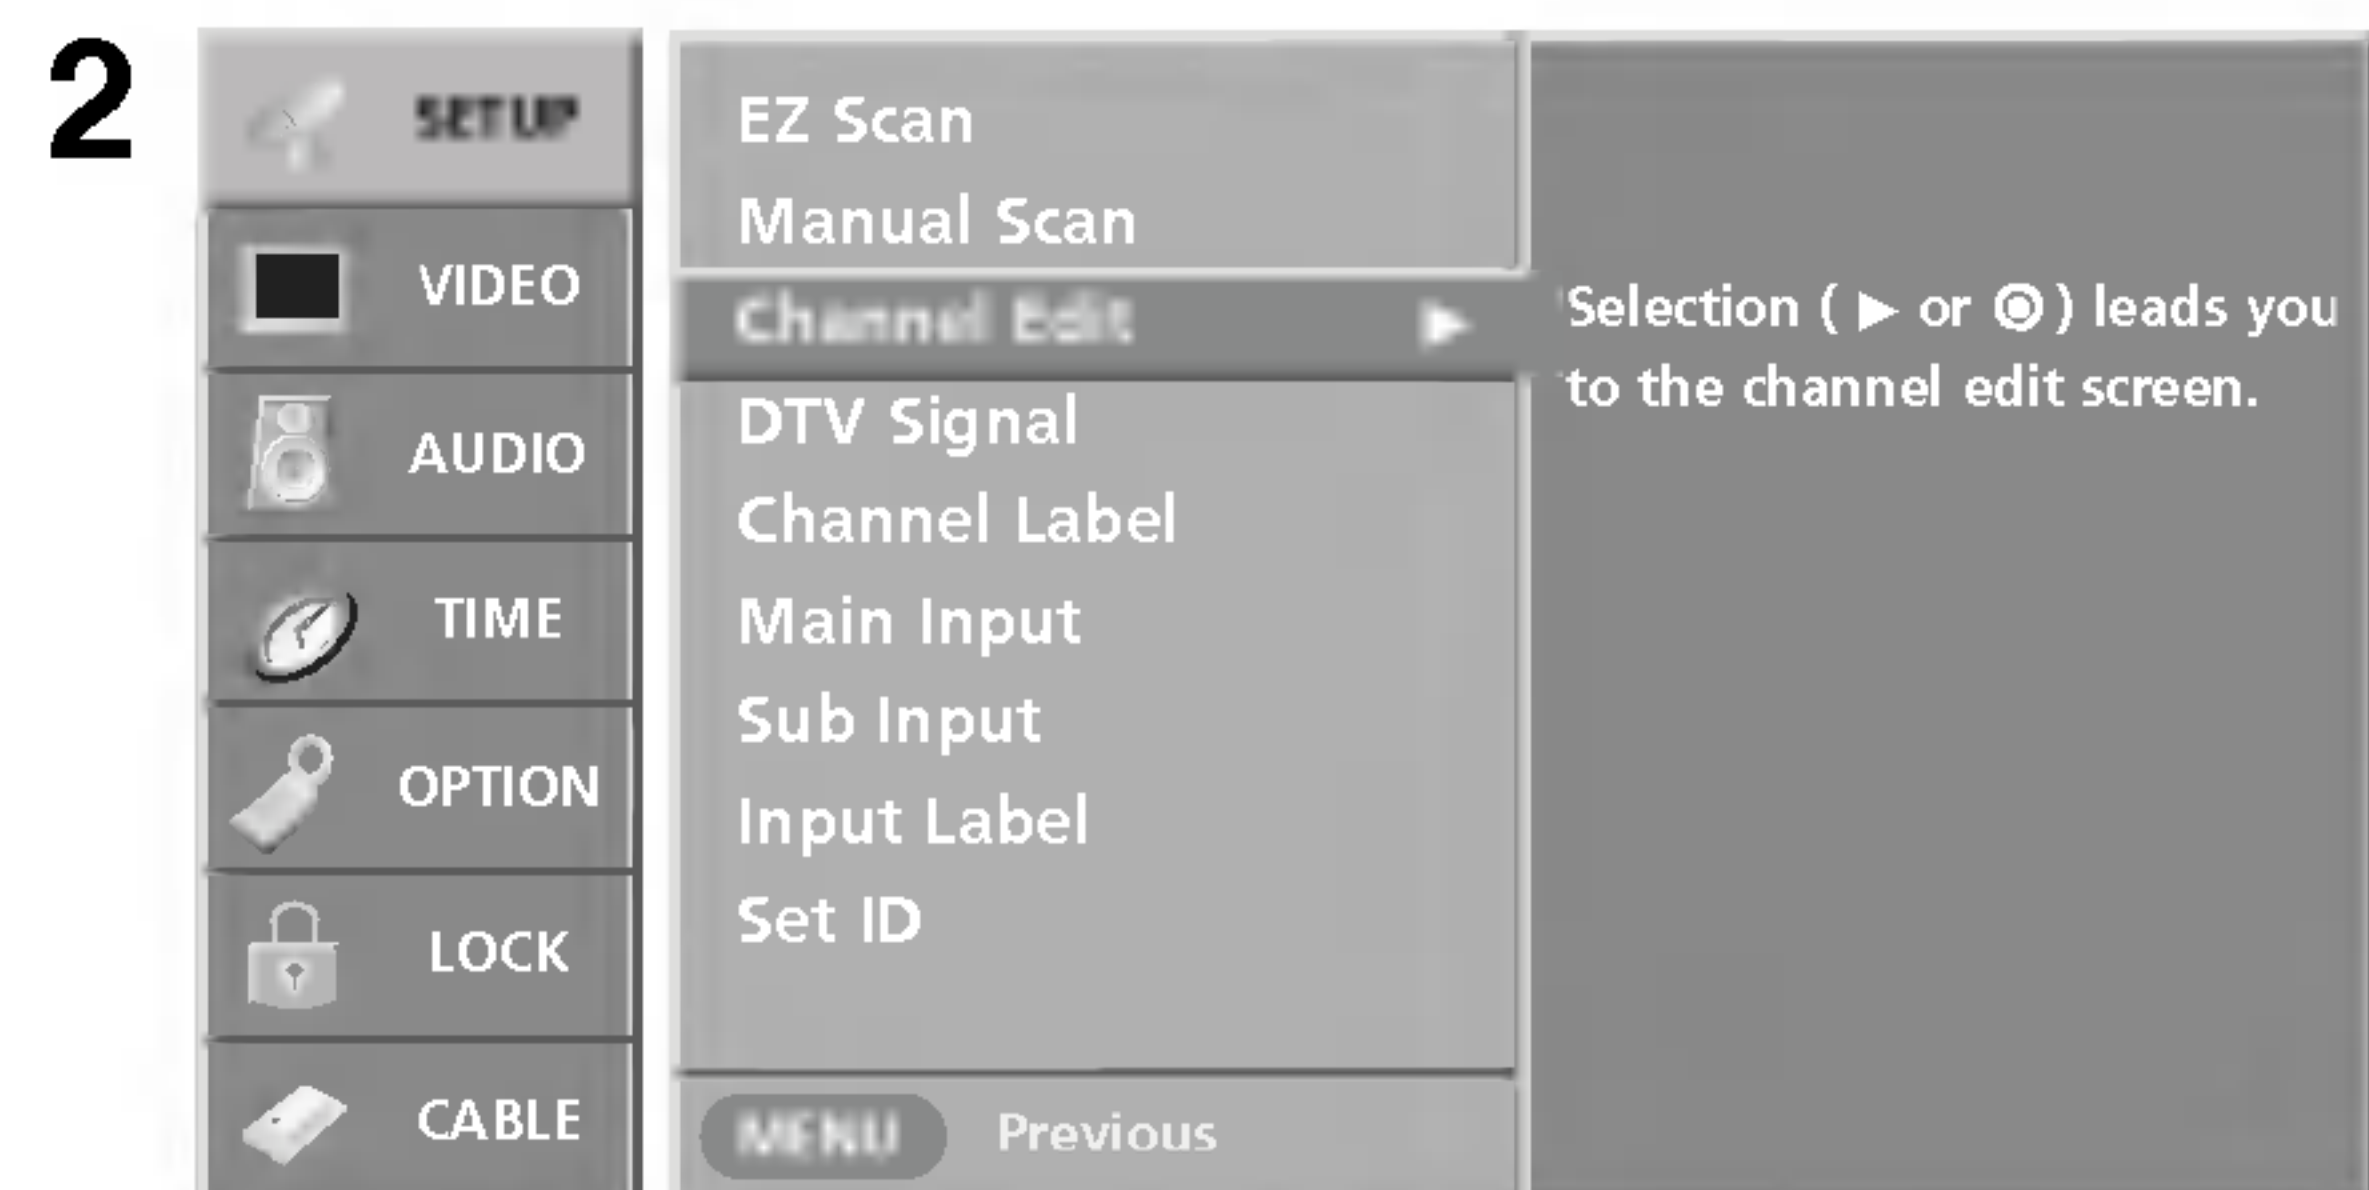 2
SETUP
VIDEO
AUDIO
TIME
OPTION
LOCK
CABLE
EZ Scan
Manual Scan
Channel Edit ▶
DTV Signal
Channel Label
Main Input
Sub Input
Input Label
Set ID
MENU Previous
Selection ( ▶ or ◉ ) leads you
to the channel edit screen.